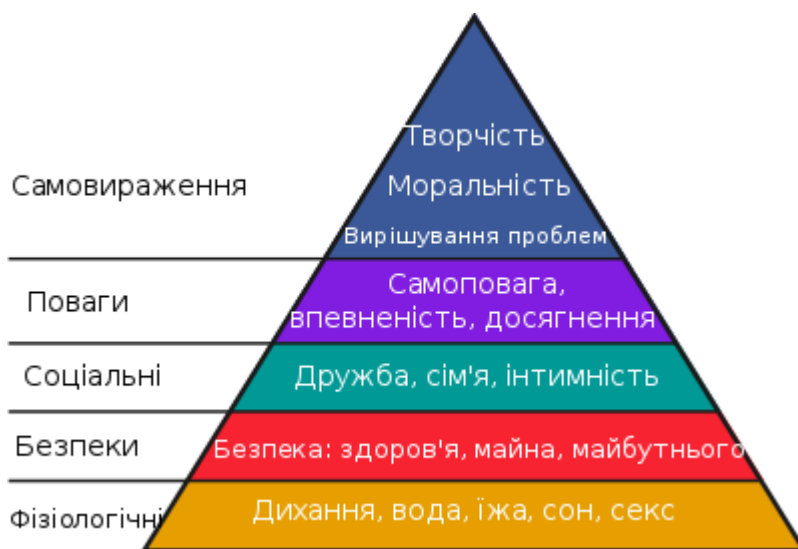 Творчість
Самовираження
Моральність
Вирішування проблем
Поваги
Самоповага,
впевненість, досягнення
Соціальні
Дружба, сім'я, інтимність
Безпеки
Безпека: здоров'я, майна, майбутнього
Фізіологічні
Дихання, вода, їжа, сон, секс